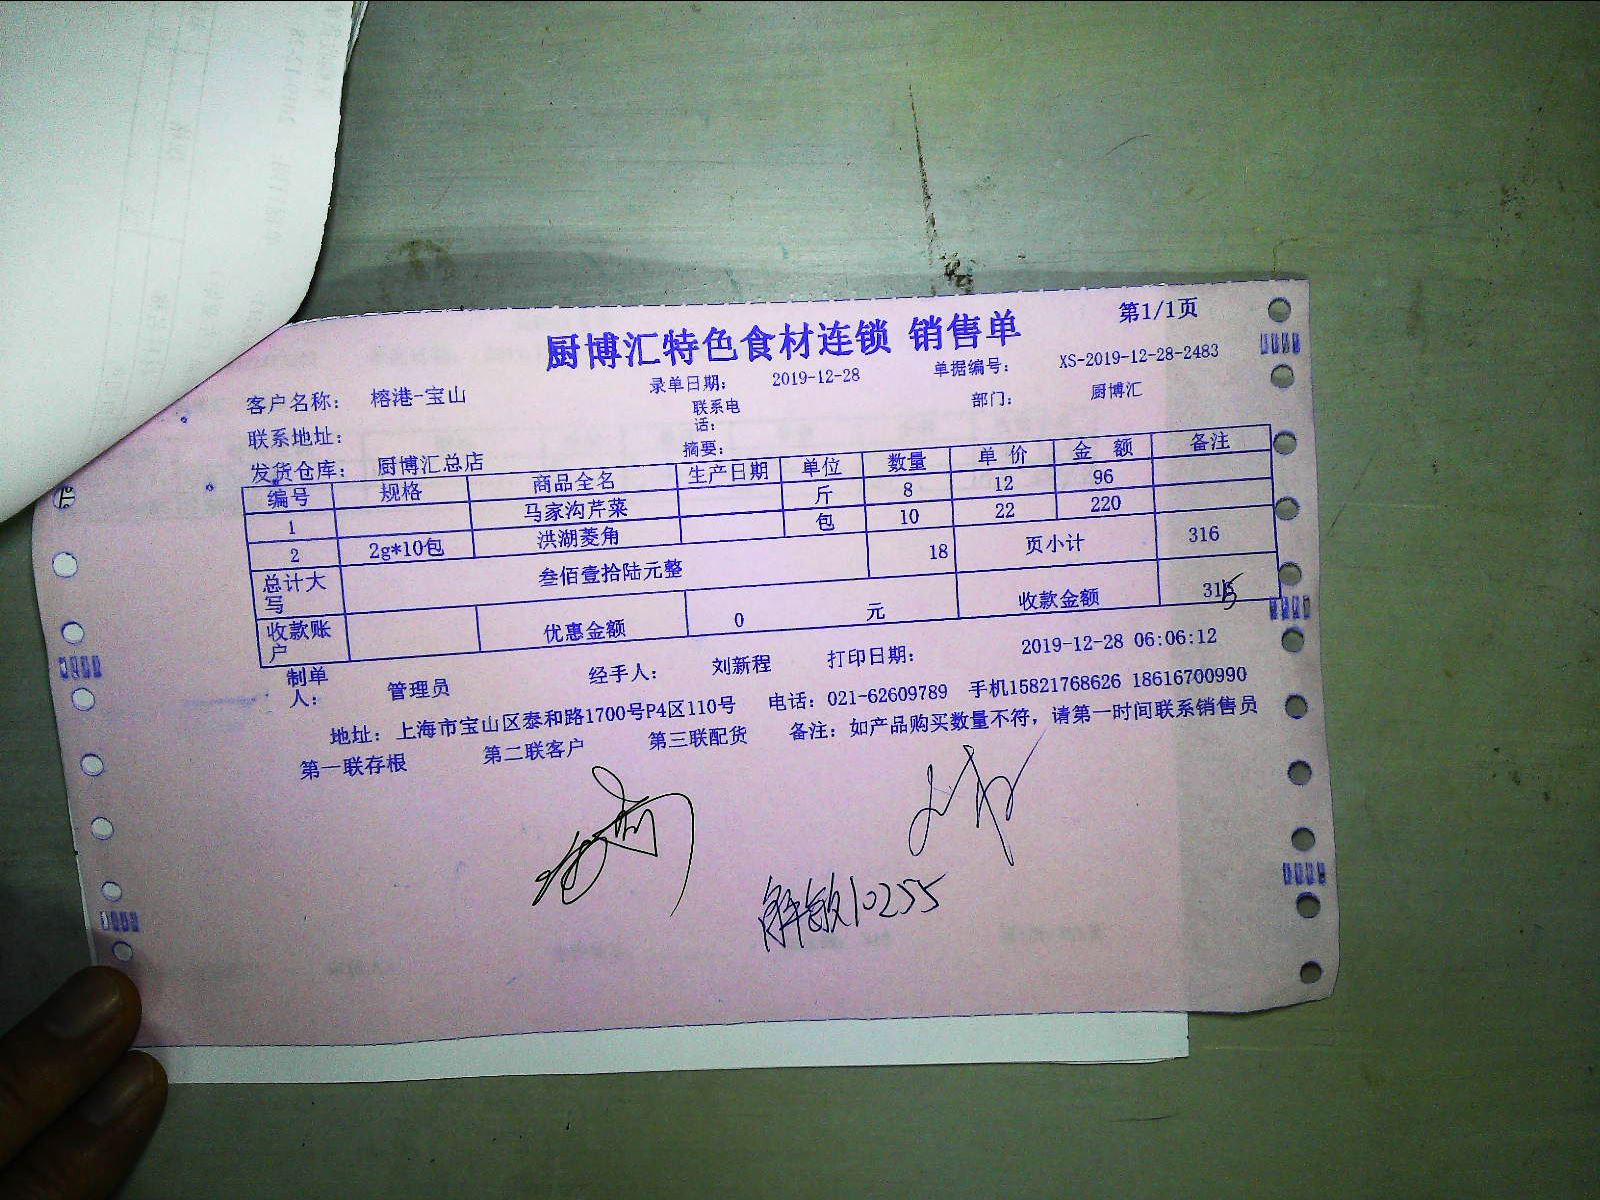 厨博汇特色食材连锁 销售单 第1/1页
客户名称： 榕港-宝山 录单日期： 2019-12-28 单据编号： XS-2019-12-28-2483
联系地址： 联系电话： 部门： 厨博汇
发货仓库： 厨博汇总店 摘要：
编号 规格 商品全名 生产日期 单位 数量 单价 金额 备注
1 马家沟芹菜 斤 8 12 96
2 2g*10包 洪湖菱角 包 10 22 220
总计大写 叁佰壹拾陆元整 18 页小计 316
收款账户 优惠金额 0 元 收款金额
制单人： 管理员 经手人： 刘新程 打印日期： 2019-12-28 06:06:12
地址：上海市宝山区泰和路1700号P4区110号 电话：021-62609789 手机15821768626 18616700990
第一联存根 第二联客户 第三联配货 备注：如产品购买数量不符，请第一时间联系销售员
解敏10255